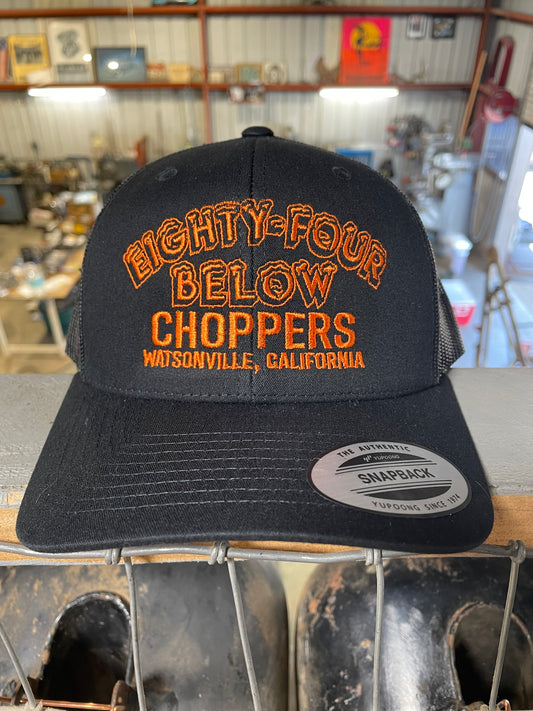 EIGHTY-FOUR
BELOW
CHOPPERS
WATSONVILLE, CALIFORNIA
THE AUTHENTIC
YUPOONG
SNAPBACK
YUPOONG SINCE 1974